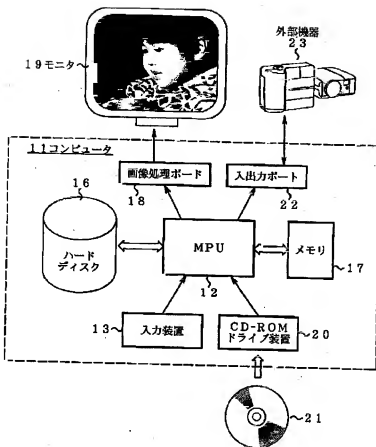 外部機器
23
19モニタ
11コンピュータ
16
画像処理ボード
18
入出力ポート
22
ハード
ディスク
MPU
12
メモリ
17
13
入力装置
CD-ROM
ドライブ装置
20
21